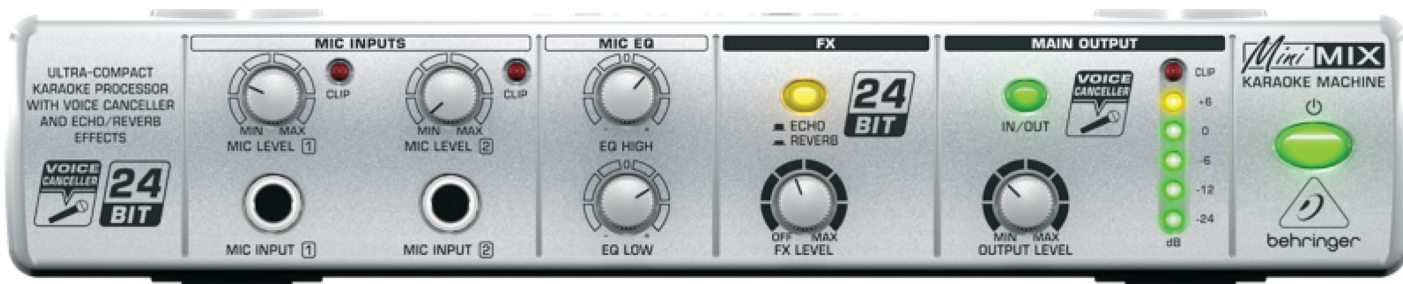 ULTRA-COMPACT
KARAOKE PROCESSOR
WITH VOICE CANCELLER
AND ECHO/REVERB
EFFECTS
VOICE
CANCELLER
24
BIT
MIC INPUTS
CLIP
CLIP
MIN MAX
MIC LEVEL 1
MIN MAX
MIC LEVEL 2
MIC INPUT 1
MIC INPUT 2
MIC EQ
0
- +
EQ HIGH
0
- +
EQ LOW
FX
24
BIT
ECHO
REVERB
OFF MAX
FX LEVEL
MAIN OUTPUT
VOICE
CANCELLER
IN/OUT
MIN MAX
OUTPUT LEVEL
CLIP
+6
0
-6
-12
-24
dB
Mini MIX
KARAOKE MACHINE
behringer